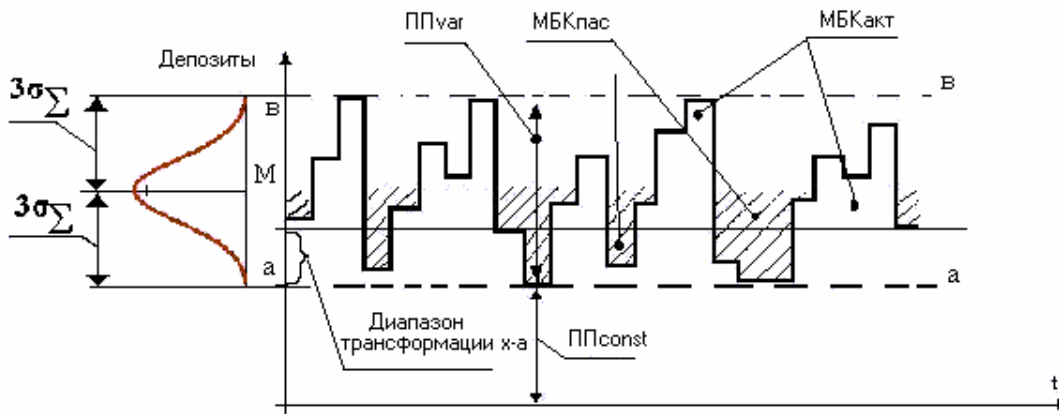 ППvar
МБКпас
МБКакт
Депозиты
3σΣ
в
в
М
3σΣ
а
а
Диапазон
трансформации х-а
ППconst
t